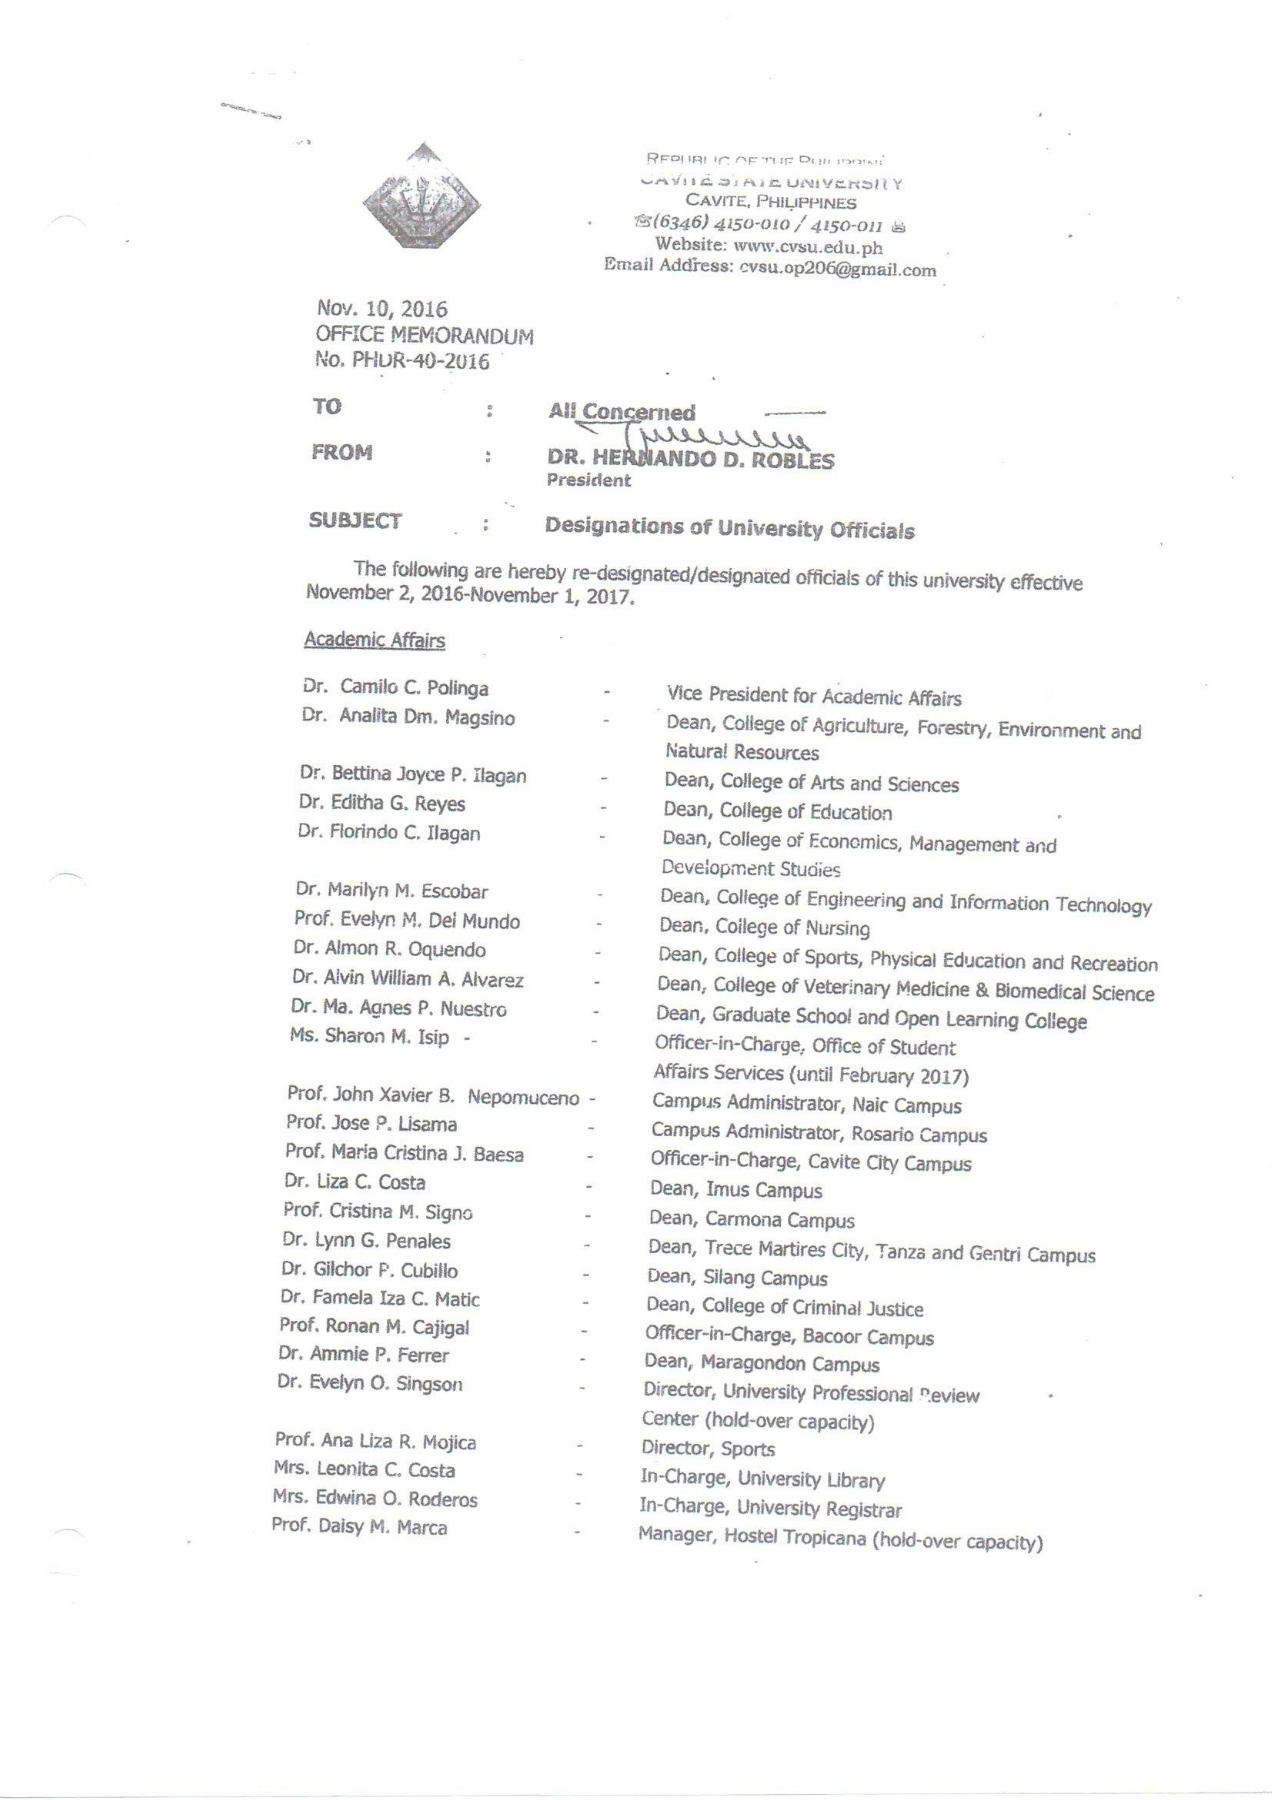 REPUBLIC OF THE PHILIPPINE
CAVITE STATE UNIVERSITY
CAVITE, PHILIPPINES
☎(6346) 4150-010 / 4150-011
Website: www.cvsu.edu.ph
Email Address: cvsu.op206@gmail.com
Nov. 10, 2016
OFFICE MEMORANDUM
No. PHDR-40-2016
TO : All Concerned
FROM : DR. HERNANDO D. ROBLES
President
SUBJECT : Designations of University Officials
The following are hereby re-designated/designated officials of this university effective
November 2, 2016-November 1, 2017.
Academic Affairs
Dr. Camilo C. Polinga - Vice President for Academic Affairs
Dr. Analita Dm. Magsino - Dean, College of Agriculture, Forestry, Environment and
Natural Resources
Dr. Bettina Joyce P. Ilagan - Dean, College of Arts and Sciences
Dr. Editha G. Reyes - Dean, College of Education
Dr. Florindo C. Ilagan - Dean, College of Economics, Management and
Development Studies
Dr. Marilyn M. Escobar - Dean, College of Engineering and Information Technology
Prof. Evelyn M. Del Mundo - Dean, College of Nursing
Dr. Almon R. Oquendo - Dean, College of Sports, Physical Education and Recreation
Dr. Alvin William A. Alvarez - Dean, College of Veterinary Medicine & Biomedical Science
Dr. Ma. Agnes P. Nuestro - Dean, Graduate School and Open Learning College
Ms. Sharon M. Isip - - Officer-in-Charge, Office of Student
Affairs Services (until February 2017)
Prof. John Xavier B. Nepomuceno - Campus Administrator, Naic Campus
Prof. Jose P. Lisama - Campus Administrator, Rosario Campus
Prof. Maria Cristina J. Baesa - Officer-in-Charge, Cavite City Campus
Dr. Liza C. Costa - Dean, Imus Campus
Prof. Cristina M. Signo - Dean, Carmona Campus
Dr. Lynn G. Penales - Dean, Trece Martires City, Tanza and Gentri Campus
Dr. Gilchor P. Cubillo - Dean, Silang Campus
Dr. Famela Iza C. Matic - Dean, College of Criminal Justice
Prof. Ronan M. Cajigal - Officer-in-Charge, Bacoor Campus
Dr. Ammie P. Ferrer - Dean, Maragondon Campus
Dr. Evelyn O. Singson - Director, University Professional Review
Center (hold-over capacity)
Prof. Ana Liza R. Mojica - Director, Sports
Mrs. Leonita C. Costa - In-Charge, University Library
Mrs. Edwina O. Roderos - In-Charge, University Registrar
Prof. Daisy M. Marca - Manager, Hostel Tropicana (hold-over capacity)